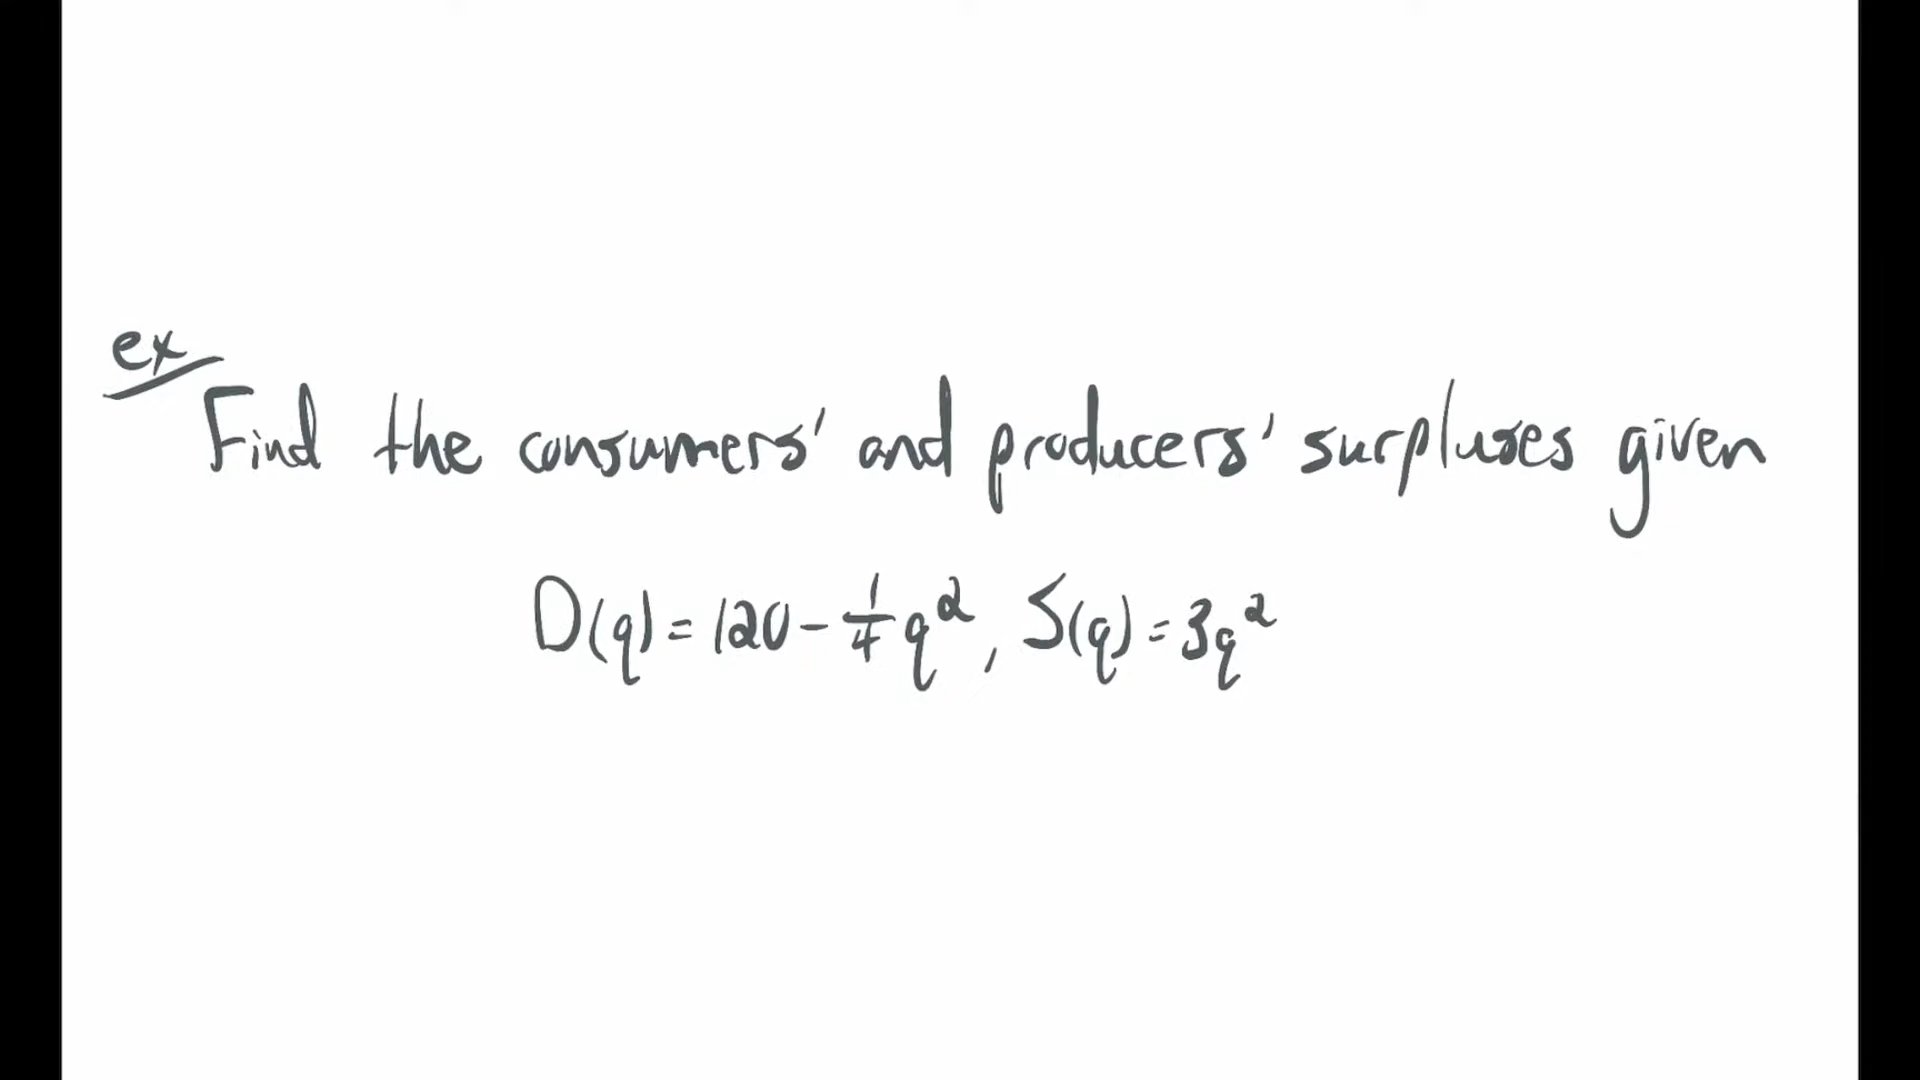 ex
Find the consumers' and producers' surpluses given
D(q) = 120 - 1/4 q², S(q) = 3q²